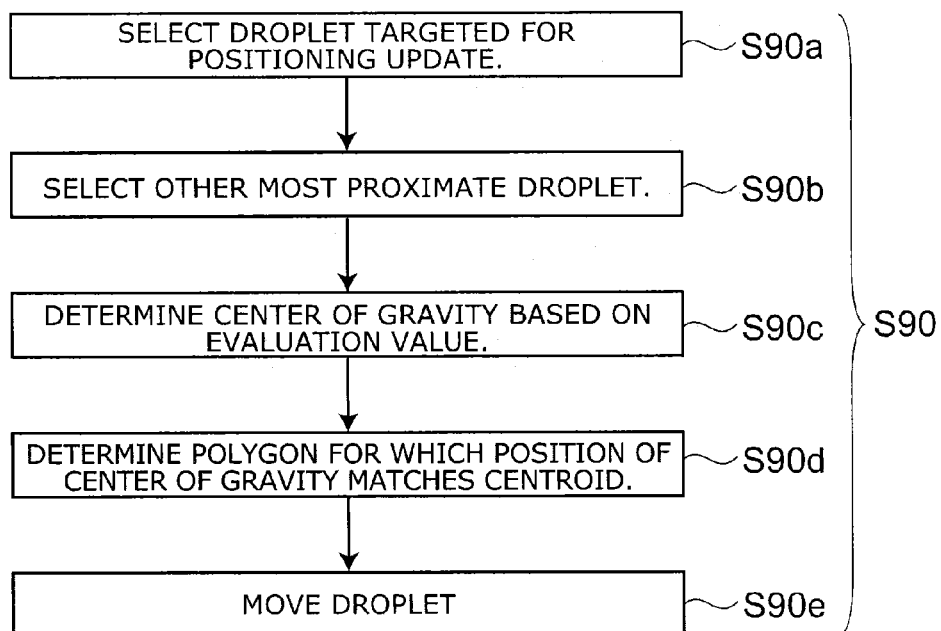 SELECT DROPLET TARGETED FOR
POSITIONING UPDATE.
S90a
SELECT OTHER MOST PROXIMATE DROPLET.
S90b
DETERMINE CENTER OF GRAVITY BASED ON
EVALUATION VALUE.
S90c
S90
DETERMINE POLYGON FOR WHICH POSITION OF
CENTER OF GRAVITY MATCHES CENTROID.
S90d
MOVE DROPLET
S90e